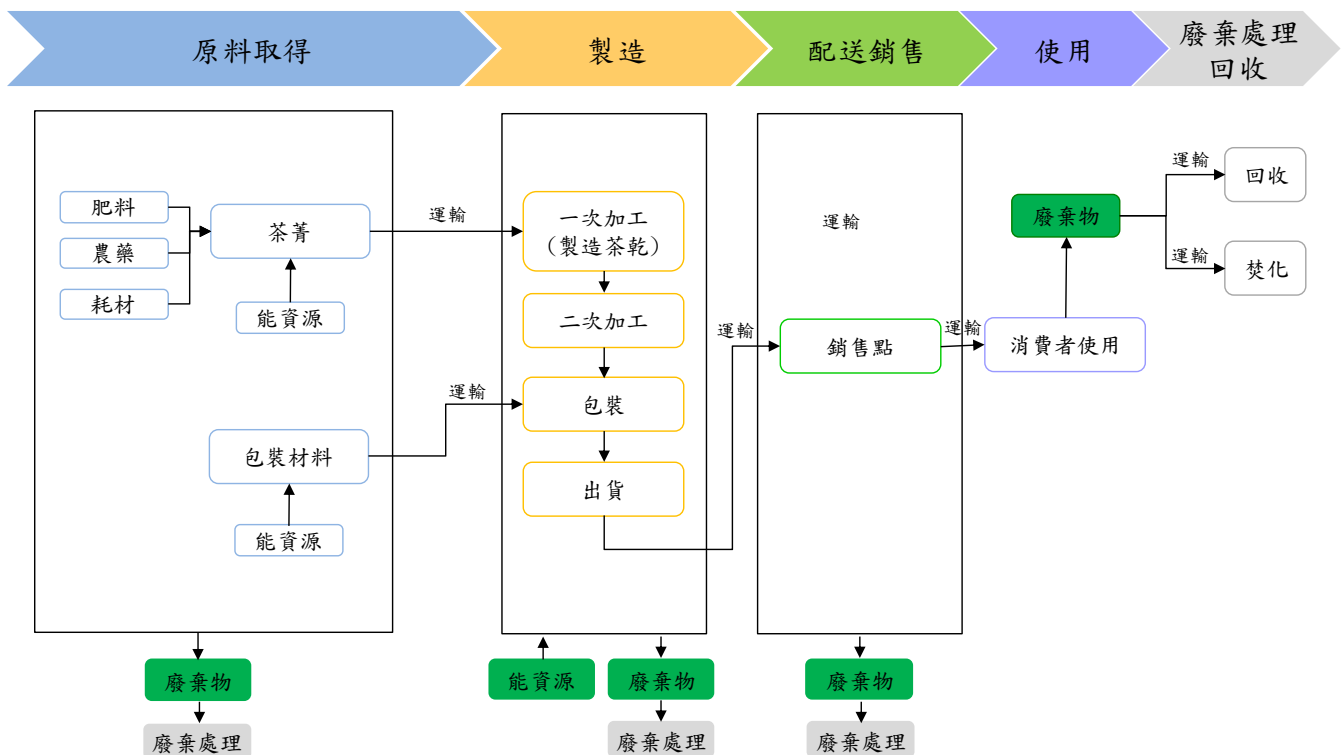 原料取得
製造
配送銷售
使用
廢棄處理
回收
肥料
農藥
耗材
茶菁
能資源
包裝材料
能資源
運輸
運輸
一次加工
（製造茶乾）
二次加工
包裝
出貨
運輸
運輸
銷售點
運輸
消費者使用
廢棄物
運輸
回收
運輸
焚化
廢棄物
廢棄處理
能資源
廢棄物
廢棄處理
廢棄物
廢棄處理